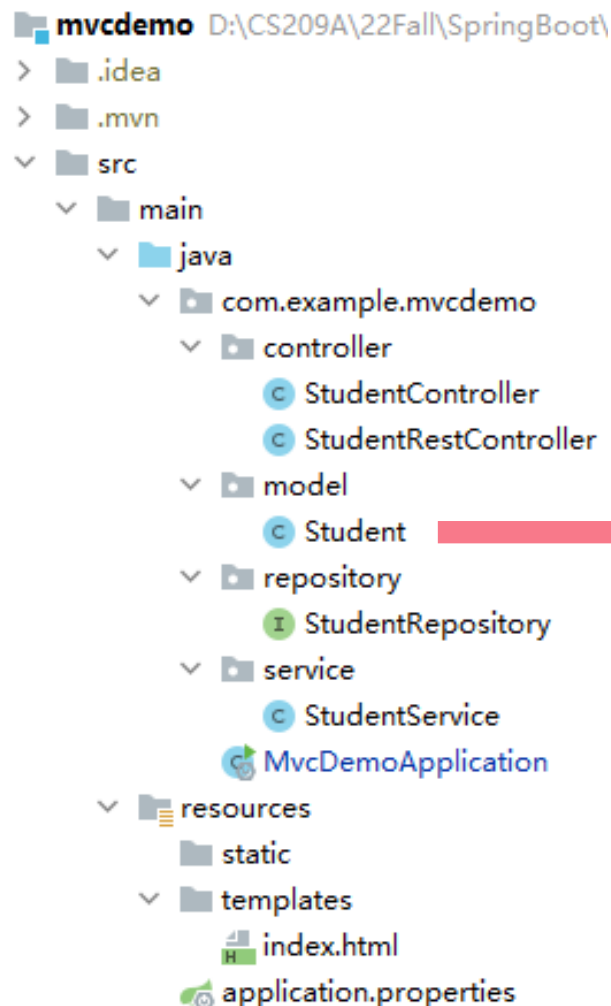 mvcdemo D:\CS209A\22Fall\SpringBoot\
.idea
.mvn
src
main
java
com.example.mvcdemo
controller
StudentController
StudentRestController
model
Student
repository
StudentRepository
service
StudentService
MvcDemoApplication
resources
static
templates
index.html
application.properties